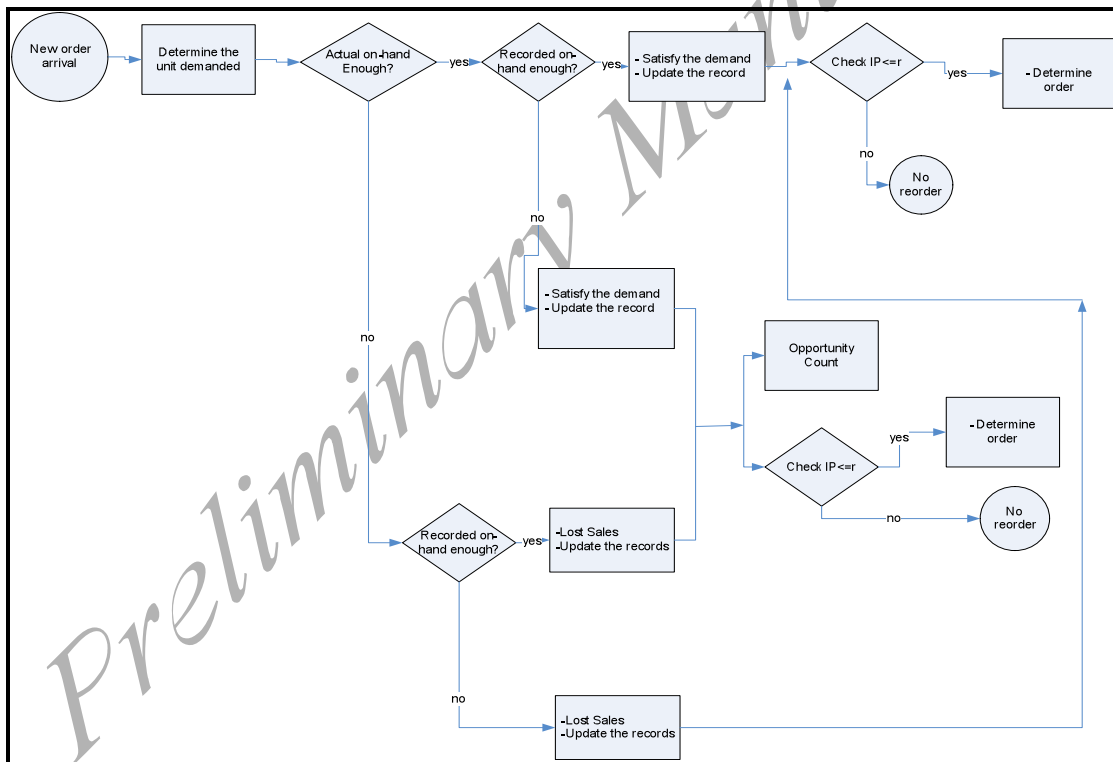 New order
arrival
Determine the
unit demanded
Actual on-hand
Enough?
yes
Recorded on-
hand enough?
yes
- Satisfy the demand
- Update the record
Check IP<=r
yes
- Determine
order
no
No
reorder
no
- Satisfy the demand
- Update the record
no
Opportunity
Count
Check IP<=r
yes
- Determine
order
no
No
reorder
Recorded on-
hand enough?
yes
-Lost Sales
-Update the records
no
-Lost Sales
-Update the records
Preliminary